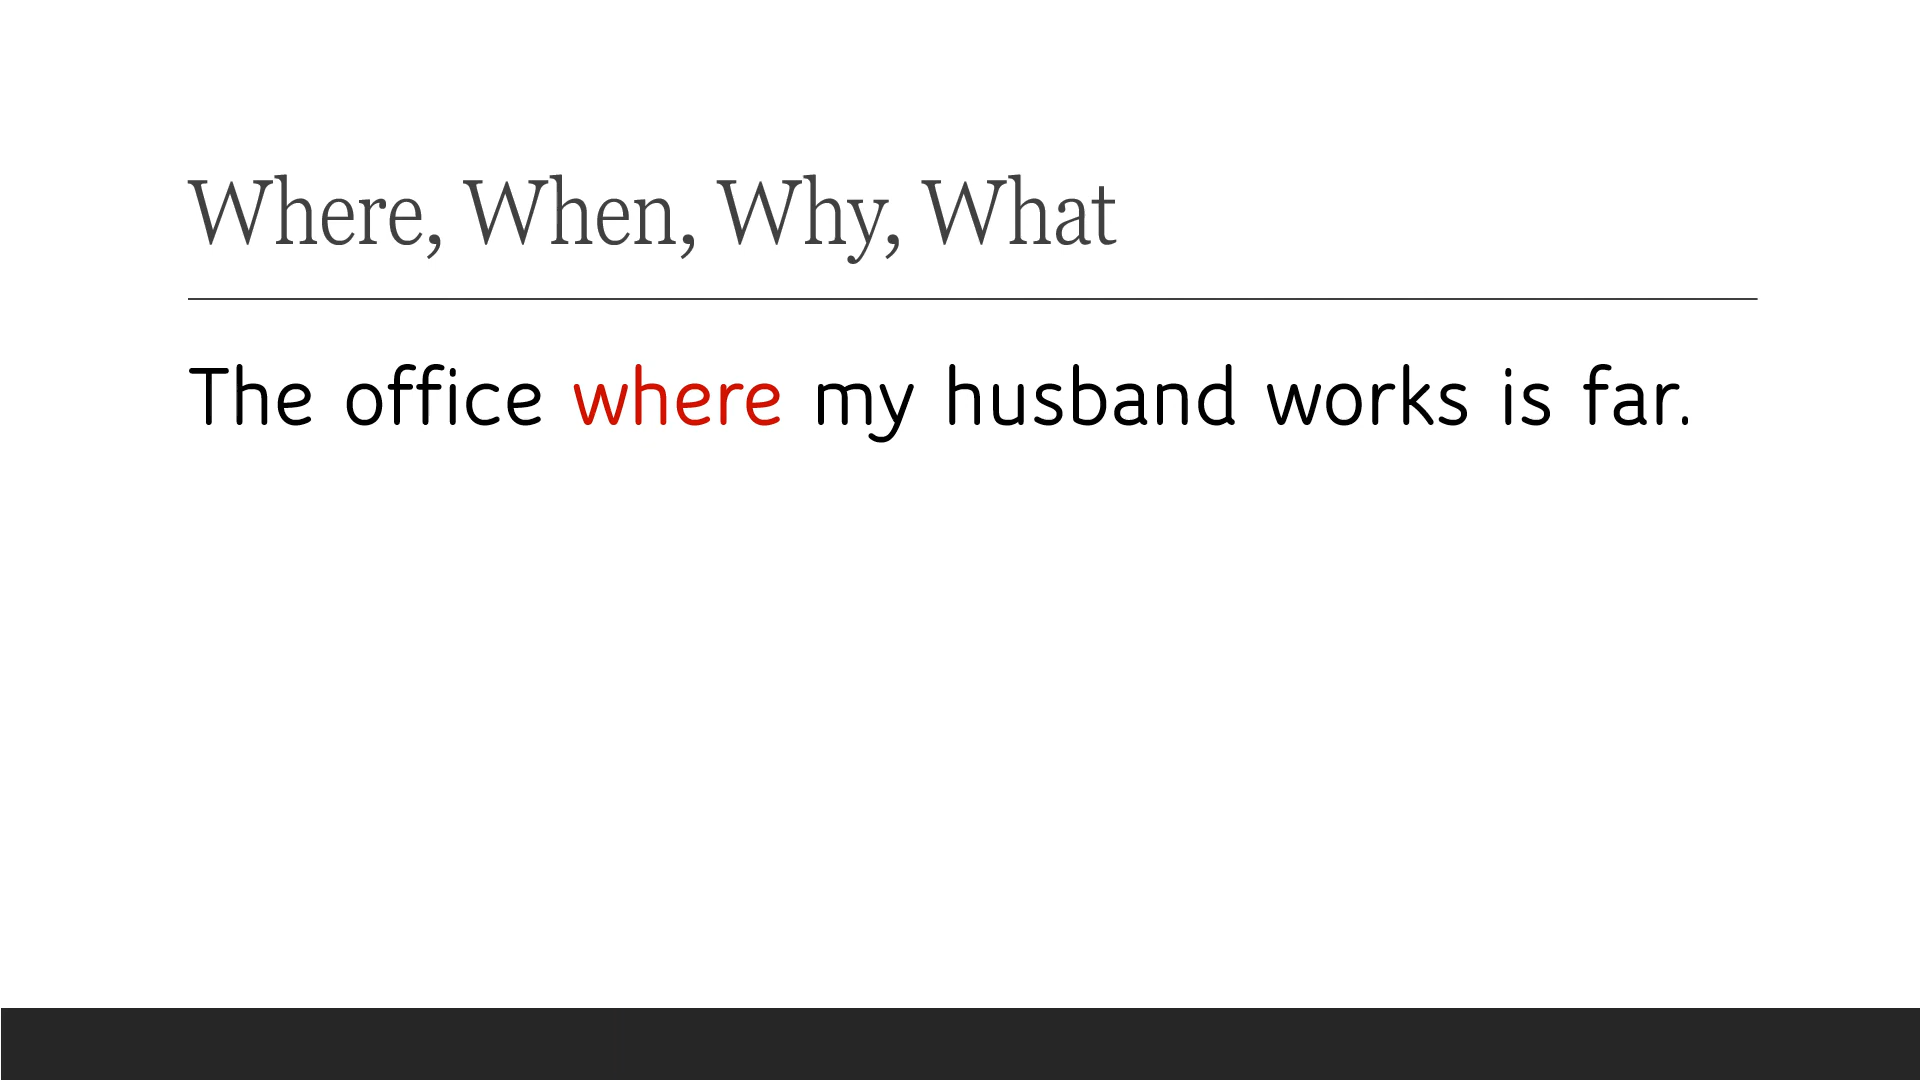 Where, When, Why, What
The office where my husband works is far.